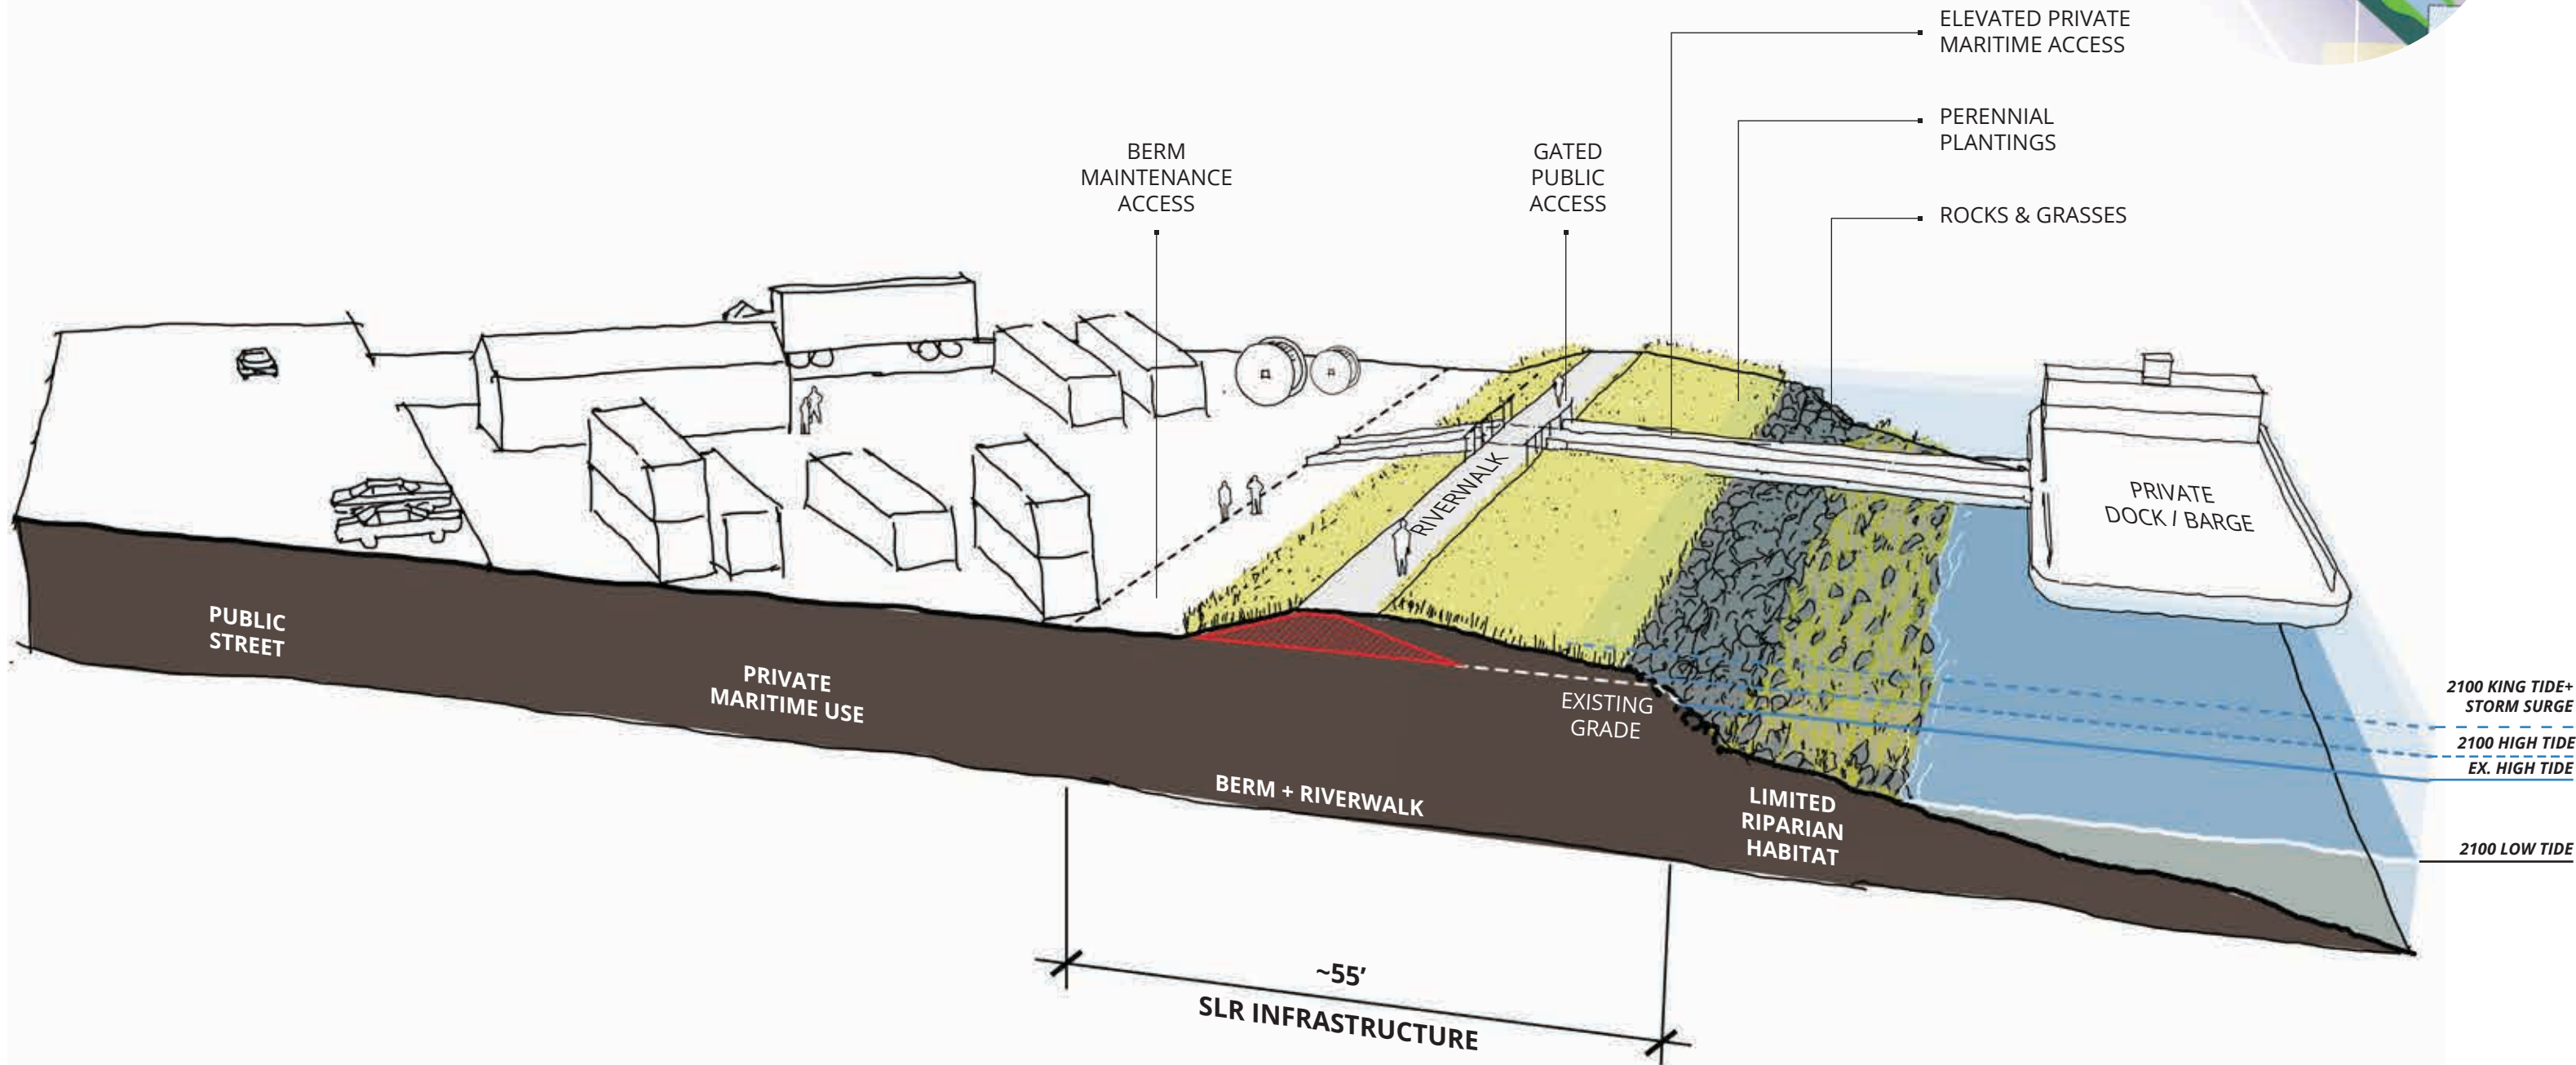 ELEVATED PRIVATE
MARITIME ACCESS
PERENNIAL
PLANTINGS
ROCKS & GRASSES
BERM
MAINTENANCE
ACCESS
GATED
PUBLIC
ACCESS
RIVERWALK
PRIVATE
DOCK / BARGE
PUBLIC
STREET
PRIVATE
MARITIME USE
EXISTING
GRADE
BERM + RIVERWALK
LIMITED
RIPARIAN
HABITAT
2100 KING TIDE+
STORM SURGE
2100 HIGH TIDE
EX. HIGH TIDE
2100 LOW TIDE
~55’
SLR INFRASTRUCTURE